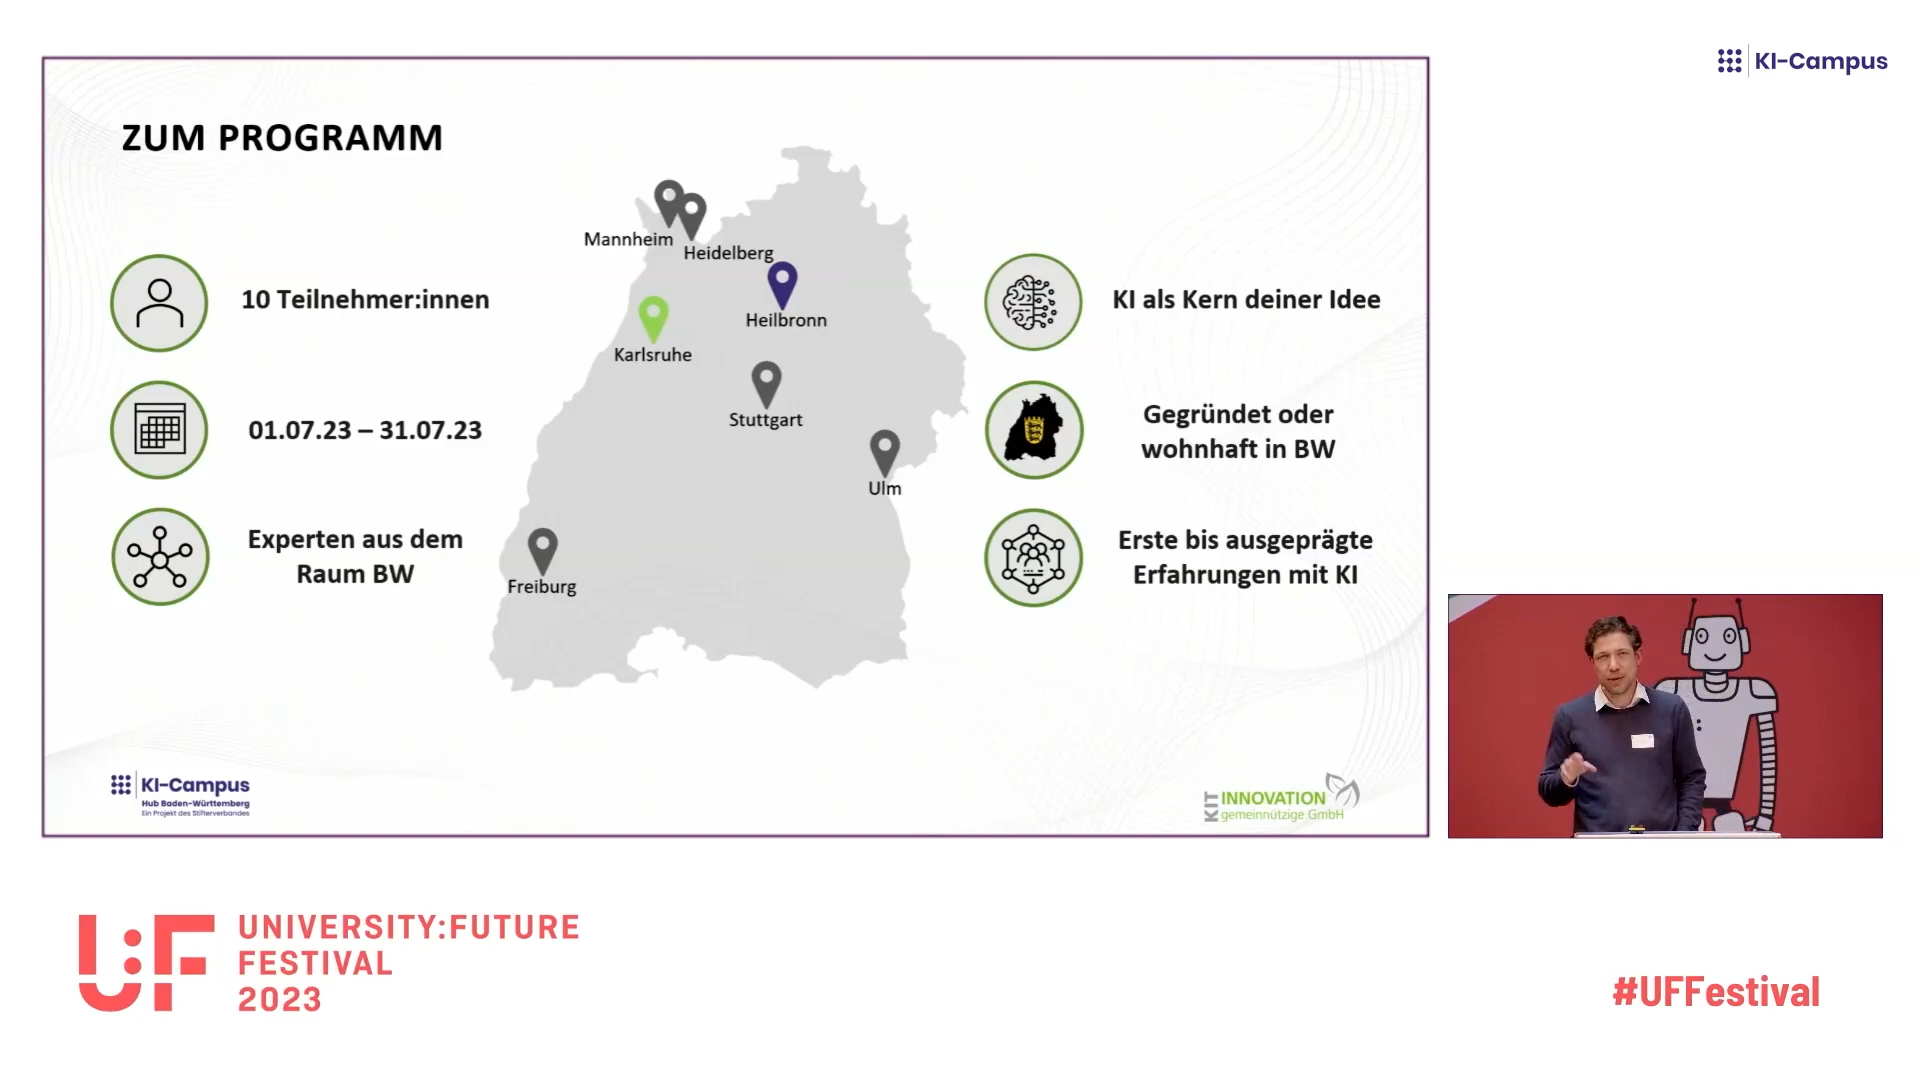 KI-Campus
ZUM PROGRAMM
10 Teilnehmer:innen
01.07.23 – 31.07.23
Experten aus dem
Raum BW
Mannheim
Heidelberg
Heilbronn
Karlsruhe
Stuttgart
Ulm
Freiburg
KI als Kern deiner Idee
Gegründet oder
wohnhaft in BW
Erste bis ausgeprägte
Erfahrungen mit KI
KI-Campus
Hub Baden-Württemberg
Ein Projekt des Stifterverbandes
KIT INNOVATION
gemeinnützige GmbH
U:F
UNIVERSITY:FUTURE
FESTIVAL
2023
#UFFestival